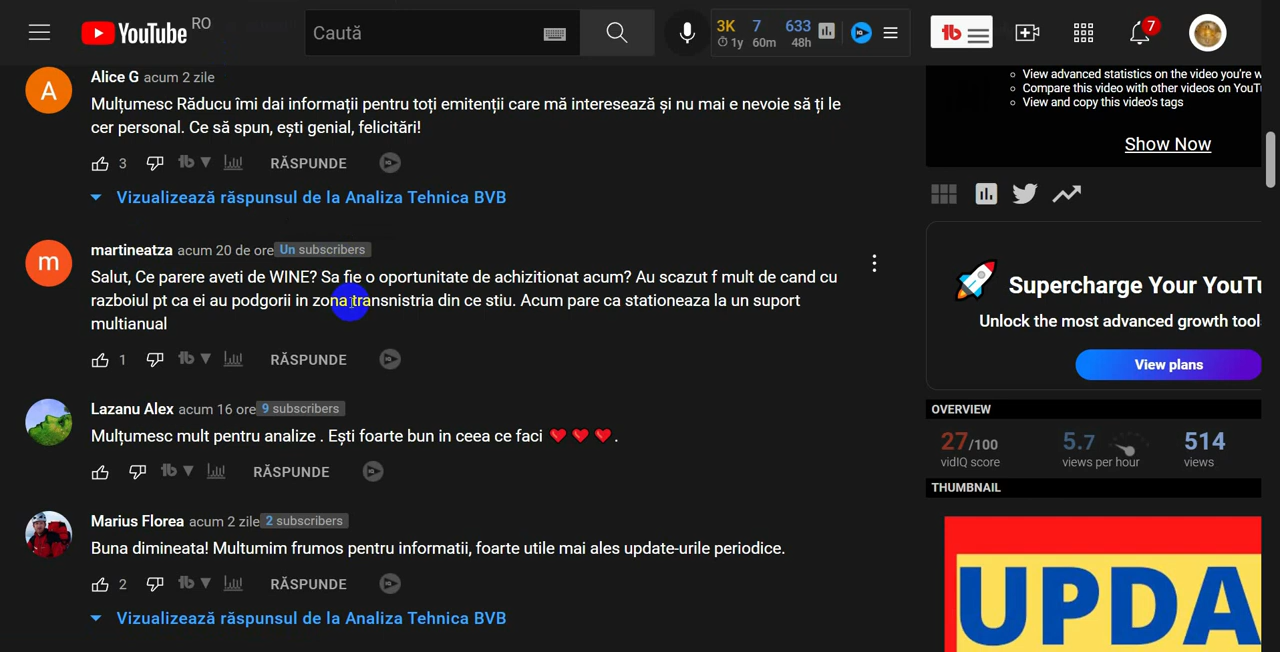 YouTube RO
Caută
3K 7 633
1y 60m 48h
IQ
tb
7
A
Alice G acum 2 zile
Mulțumesc Răducu îmi dai informații pentru toți emitenții care mă interesează și nu mai e nevoie să ți le
cer personal. Ce să spun, ești genial, felicitări!
3 tb RĂSPUNDE
Vizualizează răspunsul de la Analiza Tehnica BVB
m
martineatza acum 20 de ore Un subscribers
Salut, Ce parere aveti de WINE? Sa fie o oportunitate de achizitionat acum? Au scazut f mult de cand cu
razboiul pt ca ei au podgorii in zona transnistria din ce stiu. Acum pare ca stationeaza la un suport
multianual
1 tb RĂSPUNDE
Lazanu Alex acum 16 ore 9 subscribers
Mulțumesc mult pentru analize . Ești foarte bun in ceea ce faci ❤️ ❤️ ❤️ .
tb RĂSPUNDE
Marius Florea acum 2 zile 2 subscribers
Buna dimineata! Multumim frumos pentru informatii, foarte utile mai ales update-urile periodice.
2 tb RĂSPUNDE
Vizualizează răspunsul de la Analiza Tehnica BVB
View advanced statistics on the video you're
Compare this video with other videos on
View and copy this video's tags
Show Now
Supercharge Your
Unlock the most advanced growth
View plans
OVERVIEW
27/100 5.7 514
vidIQ score views per hour views
THUMBNAIL
UPDA